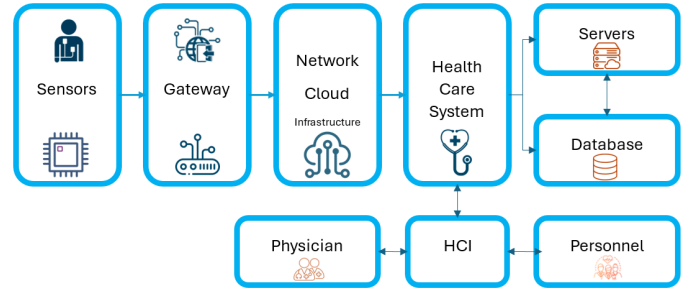 Sensors
Gateway
Network
Cloud
Infrastructure
Health
Care
System
Servers
Database
Physician
HCI
Personnel